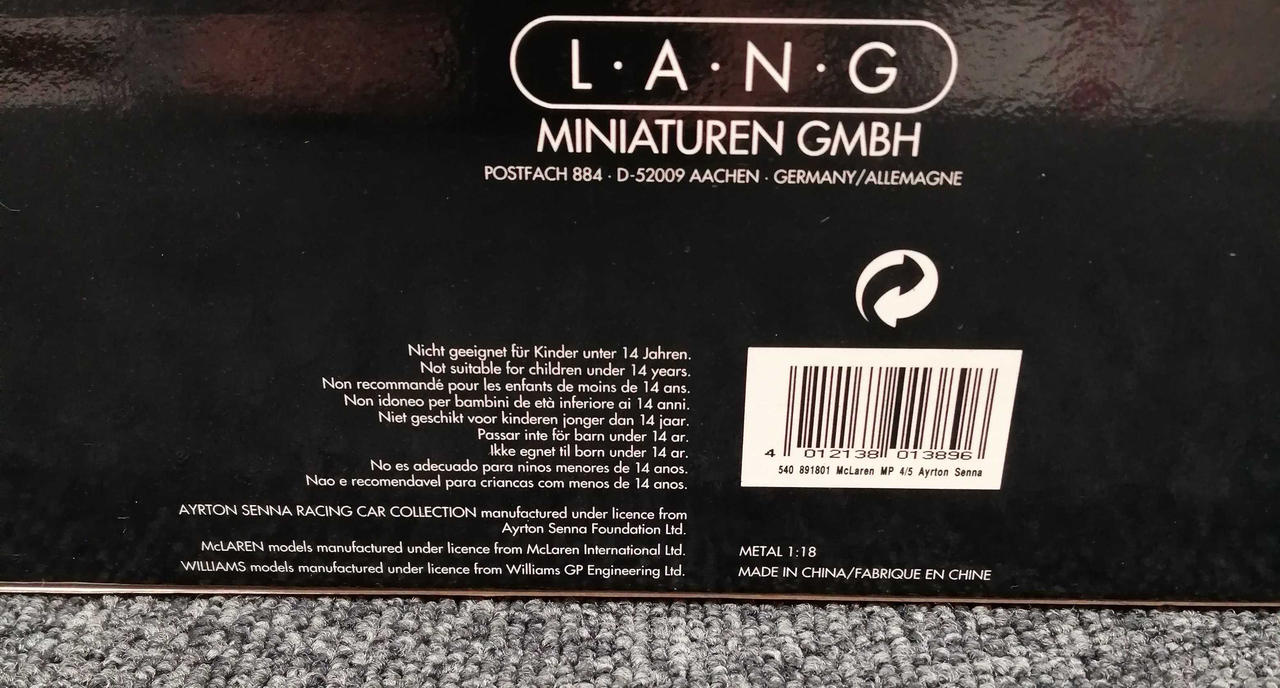 L·A·N·G
MINIATUREN GMBH
POSTFACH 884 · D-52009 AACHEN · GERMANY/ALLEMAGNE
Nicht geeignet für Kinder unter 14 Jahren.
Not suitable for children under 14 years.
Non recommandé pour les enfants de moins de 14 ans.
Non idoneo per bambini de età inferiore ai 14 anni.
Niet geschikt voor kinderen jonger dan 14 jaar.
Passar inte för barn under 14 ar.
Ikke egnet til born under 14 ar.
No es adecuado para ninos menores de 14 anos.
Nao e recomendavel para criancas com menos de 14 anos.
AYRTON SENNA RACING CAR COLLECTION manufactured under licence from
Ayrton Senna Foundation Ltd.
McLAREN models manufactured under licence from McLaren International Ltd.
WILLIAMS models manufactured under licence from Williams GP Engineering Ltd.
4 012138 013896
540 891801 McLaren MP 4/5 Ayrton Senna
METAL 1:18
MADE IN CHINA/FABRIQUE EN CHINE